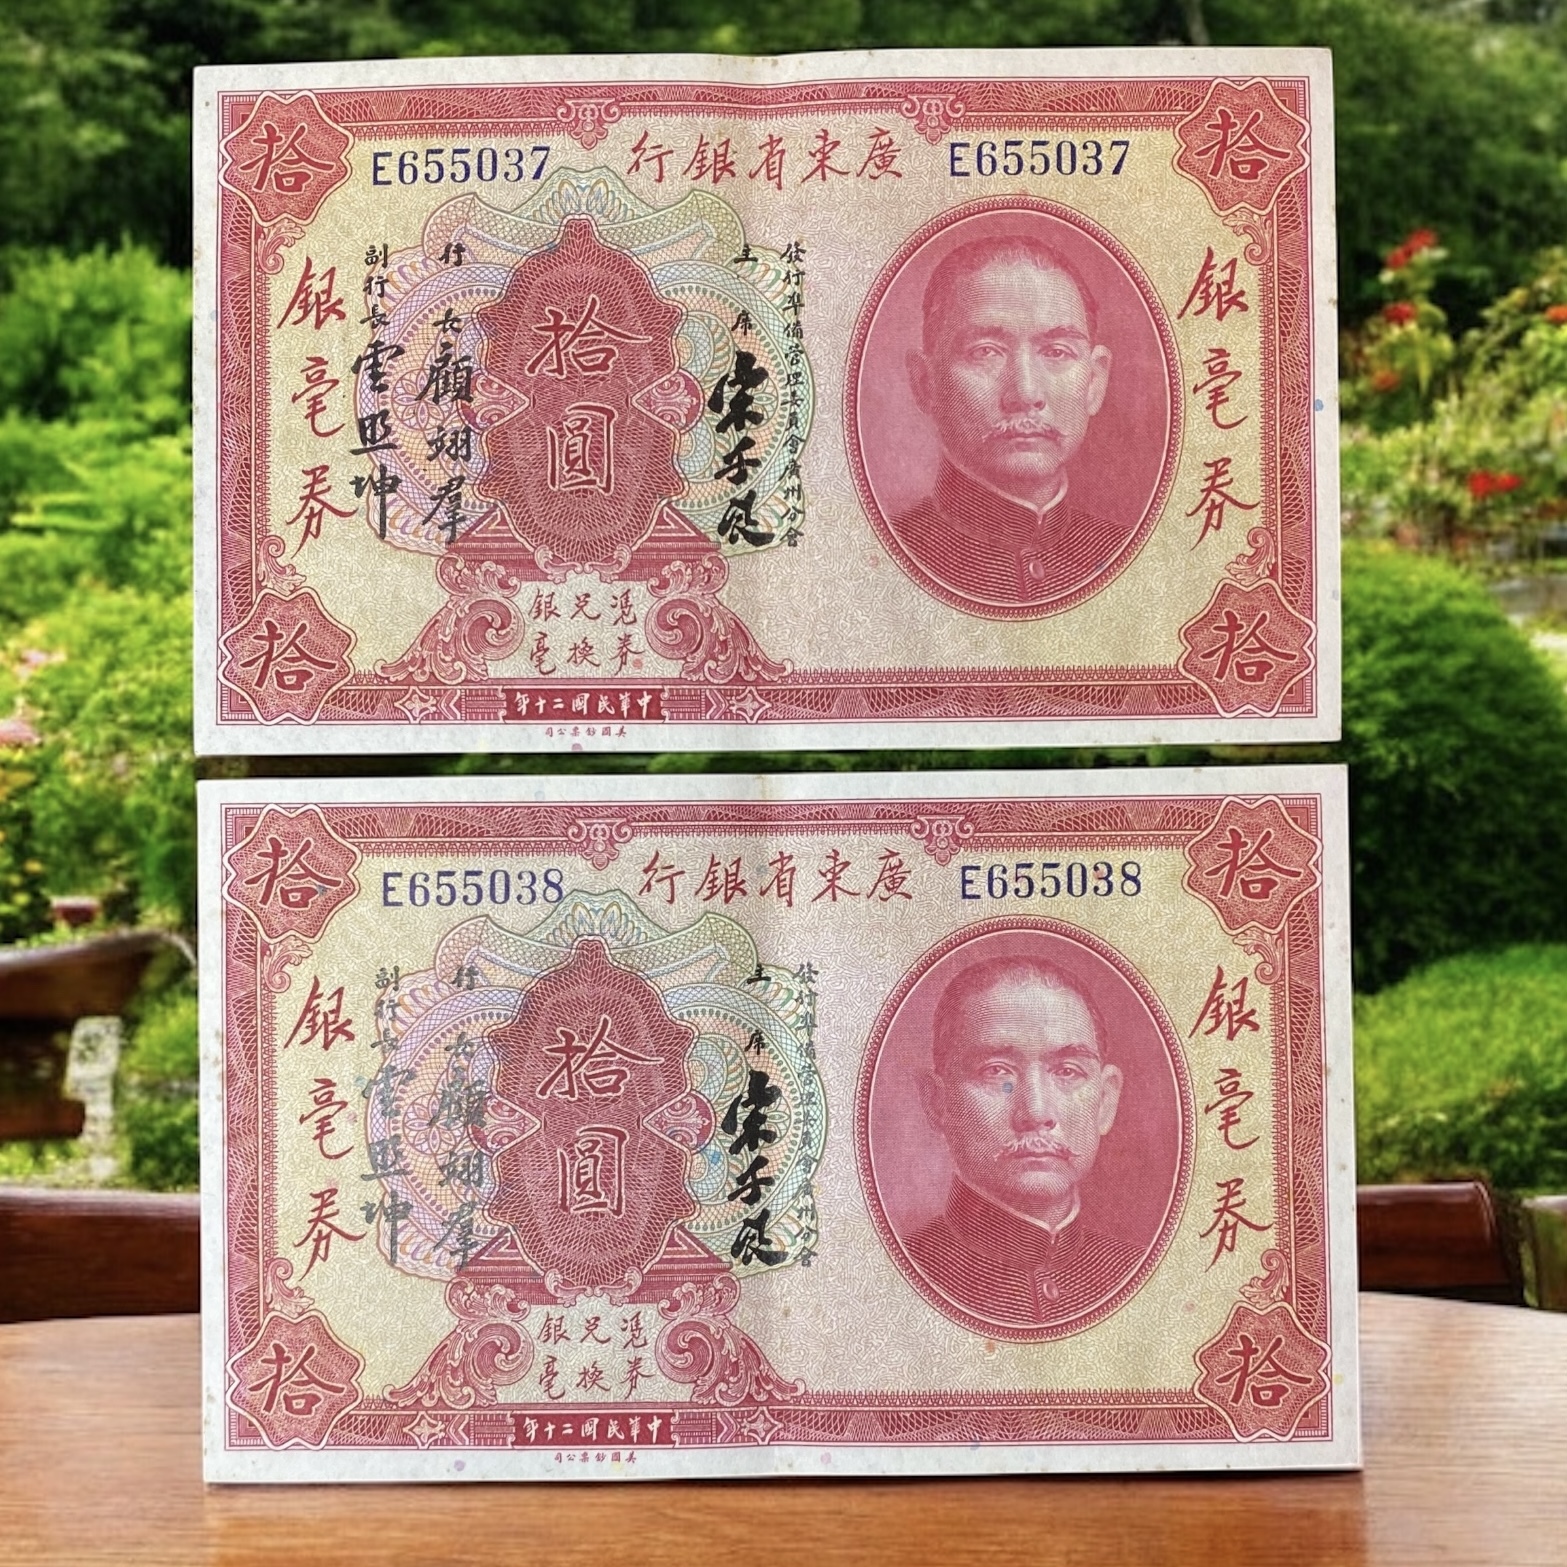 拾
拾
E655037
廣東省銀行
E655037
銀毫券
發行準備管理委員會廣州分會
主席 宋子良
拾圓
行長 顧翊羣
副行長 雲照坤
銀毫券
憑券
兌換
銀毫
拾
拾
中華民國二十年
美國鈔票公司
拾
拾
E655038
廣東省銀行
E655038
銀毫券
發行準備管理委員會廣州分會
主席 宋子良
拾圓
行長 顧翊羣
副行長 雲照坤
銀毫券
憑券
兌換
銀毫
拾
拾
中華民國二十年
美國鈔票公司